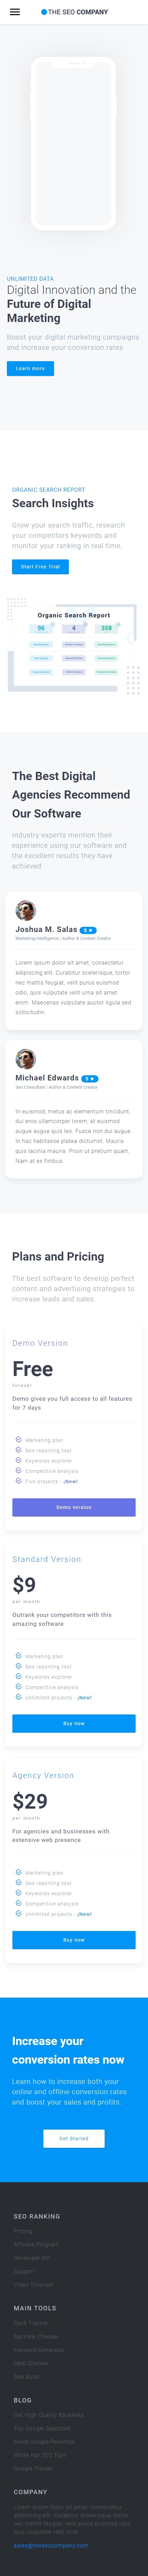 THE SEO COMPANY
UNLIMITED DATA
Digital Innovation and the
Future of Digital
Marketing
Boost your digital marketing campaigns
and increase your conversion rates
Learn more
ORGANIC SEARCH REPORT
Search Insights
Grow your search traffic, research
your competitors keywords and
monitor your ranking in real time.
Start Free Trial
Organic Search Report
96 4 358
The Best Digital
Agencies Recommend
Our Software
Industry experts mention their
experience using our software and
the excellent results they have
achieved
Joshua M. Salas 5 ★
Marketing Intelligence | Author & Content Creator
Lorem ipsum dolor sit amet, consectetur
adipiscing elit. Curabitur scelerisque, tortor
nec mattis feugiat, velit purus euismod
odio, quis vulputate velit urna sit amet
enim. Maecenas vulputate auctor ligula sed
sollicitudin.
Michael Edwards 5 ★
Seo Consultant | Author & Content Creator
In euismod, metus ac elementum tincidunt,
dui eros ullamcorper lorem, at euismod
augue augue quis leo. Fusce non dui augue.
In hac habitasse platea dictumst. Mauris
quis lacinia mauris. Proin ut pretium quam.
Nam at ex finibus.
Plans and Pricing
The best software to develop perfect
content and advertising strategies to
increase leads and sales.
Demo Version
Free
forever
Demo gives you full access to all features
for 7 days
Marketing plan
Seo reporting tool
Keywords explorer
Competitive analysis
Five projects - ¡New!
Demo version
Standard Version
$9
per month
Outrank your competitors with this
amazing software
Marketing plan
Seo reporting tool
Keywords explorer
Competitive analysis
Unlimited projects - ¡New!
Buy now
Agency Version
$29
per month
For agencies and businesses with
extensive web presence
Marketing plan
Seo reporting tool
Keywords explorer
Competitive analysis
Unlimited projects - ¡New!
Buy now
Increase your
conversion rates now
Learn how to increase both your
online and offline conversion rates
and boost your sales and profits.
Get Started
SEO RANKING
Pricing
Affiliate Program
Developer API
Support
Video Tutorials
MAIN TOOLS
Rank Tracker
Backlink Checker
Keyword Generator
Serp Checker
Site Audit
BLOG
Get High-Quality Backlinks
Top Google Searches
Avoid Google Penalties
White Hat SEO Tips
Google Trends
COMPANY
Lorem ipsum dolor sit amet, consectetur
adipiscing elit. Curabitur scelerisque, tortor
nec mattis feugiat, velit purus euismod odio,
quis vulputate velit urna.
sales@theseocompany.com